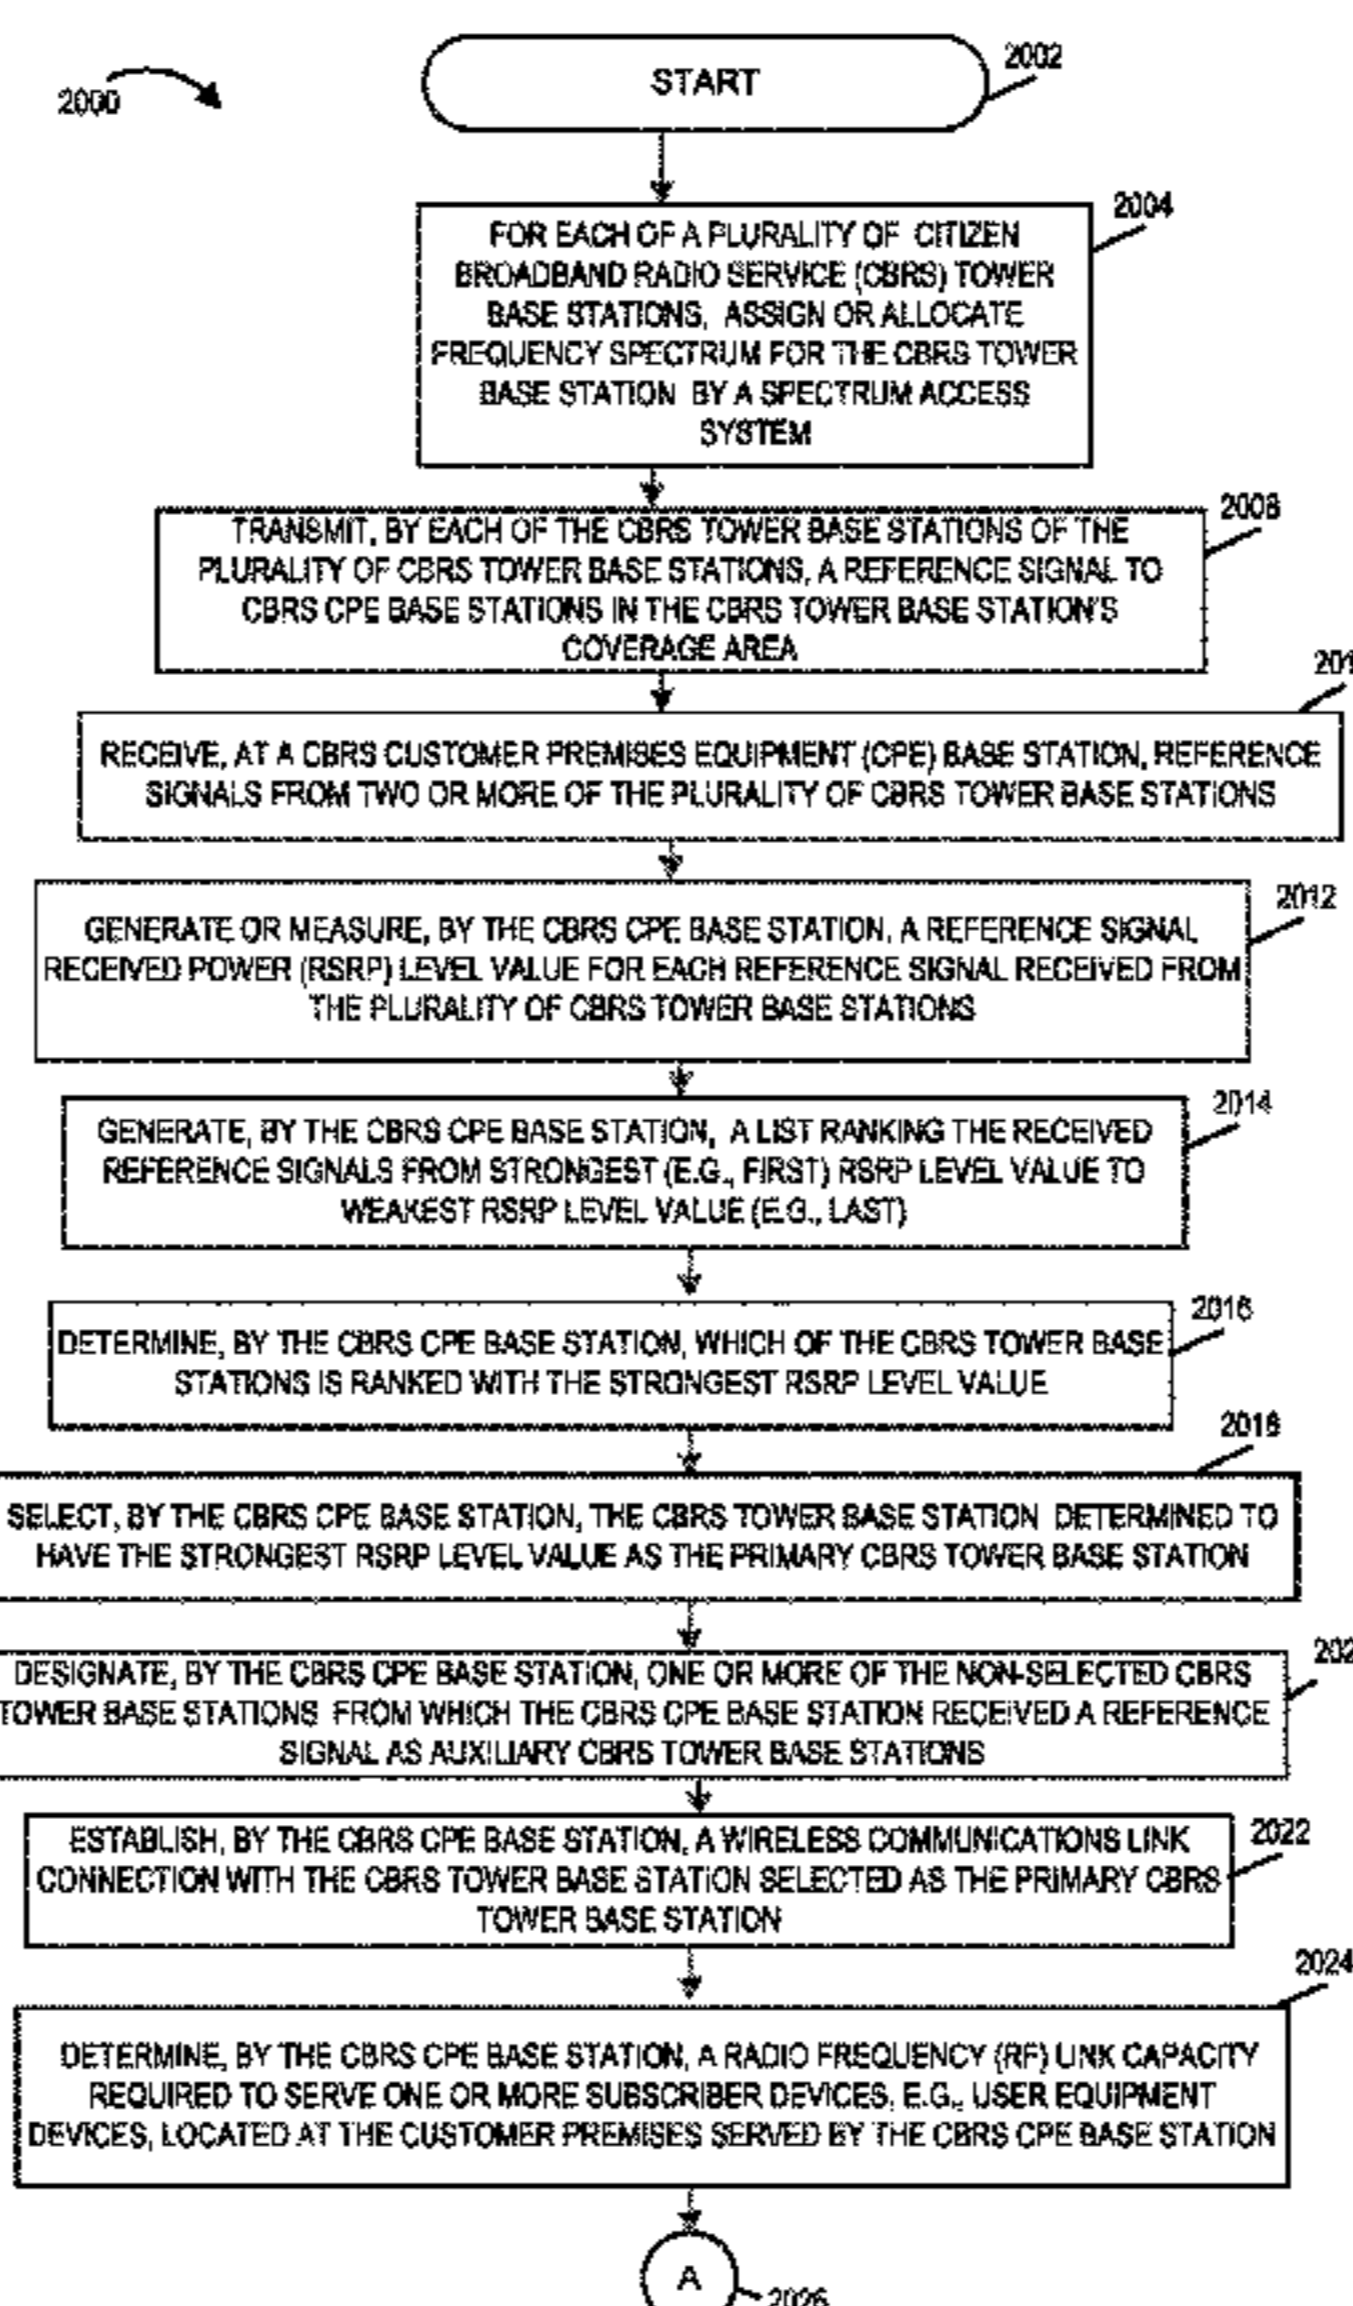 2000
START
2002
2004
FOR EACH OF A PLURALITY OF CITIZEN
BROADBAND RADIO SERVICE (CBRS) TOWER
BASE STATIONS, ASSIGN OR ALLOCATE
FREQUENCY SPECTRUM FOR THE CBRS TOWER
BASE STATION BY A SPECTRUM ACCESS
SYSTEM
2008
TRANSMIT, BY EACH OF THE CBRS TOWER BASE STATIONS OF THE
PLURALITY OF CBRS TOWER BASE STATIONS, A REFERENCE SIGNAL TO
CBRS CPE BASE STATIONS IN THE CBRS TOWER BASE STATION'S
COVERAGE AREA
201
RECEIVE, AT A CBRS CUSTOMER PREMISES EQUIPMENT (CPE) BASE STATION, REFERENCE
SIGNALS FROM TWO OR MORE OF THE PLURALITY OF CBRS TOWER BASE STATIONS
2012
GENERATE OR MEASURE, BY THE CBRS CPE BASE STATION, A REFERENCE SIGNAL
RECEIVED POWER (RSRP) LEVEL VALUE FOR EACH REFERENCE SIGNAL RECEIVED FROM
THE PLURALITY OF CBRS TOWER BASE STATIONS
2014
GENERATE, BY THE CBRS CPE BASE STATION, A LIST RANKING THE RECEIVED
REFERENCE SIGNALS FROM STRONGEST (E.G., FIRST) RSRP LEVEL VALUE TO
WEAKEST RSRP LEVEL VALUE (E.G., LAST)
2016
DETERMINE, BY THE CBRS CPE BASE STATION, WHICH OF THE CBRS TOWER BASE
STATIONS IS RANKED WITH THE STRONGEST RSRP LEVEL VALUE
2018
SELECT, BY THE CBRS CPE BASE STATION, THE CBRS TOWER BASE STATION DETERMINED TO
HAVE THE STRONGEST RSRP LEVEL VALUE AS THE PRIMARY CBRS TOWER BASE STATION
202
DESIGNATE, BY THE CBRS CPE BASE STATION, ONE OR MORE OF THE NON-SELECTED CBRS
TOWER BASE STATIONS FROM WHICH THE CBRS CPE BASE STATION RECEIVED A REFERENCE
SIGNAL AS AUXILIARY CBRS TOWER BASE STATIONS
2022
ESTABLISH, BY THE CBRS CPE BASE STATION, A WIRELESS COMMUNICATIONS LINK
CONNECTION WITH THE CBRS TOWER BASE STATION SELECTED AS THE PRIMARY CBRS
TOWER BASE STATION
2024
DETERMINE, BY THE CBRS CPE BASE STATION, A RADIO FREQUENCY (RF) LINK CAPACITY
REQUIRED TO SERVE ONE OR MORE SUBSCRIBER DEVICES, E.G., USER EQUIPMENT
DEVICES, LOCATED AT THE CUSTOMER PREMISES SERVED BY THE CBRS CPE BASE STATION
A
2026